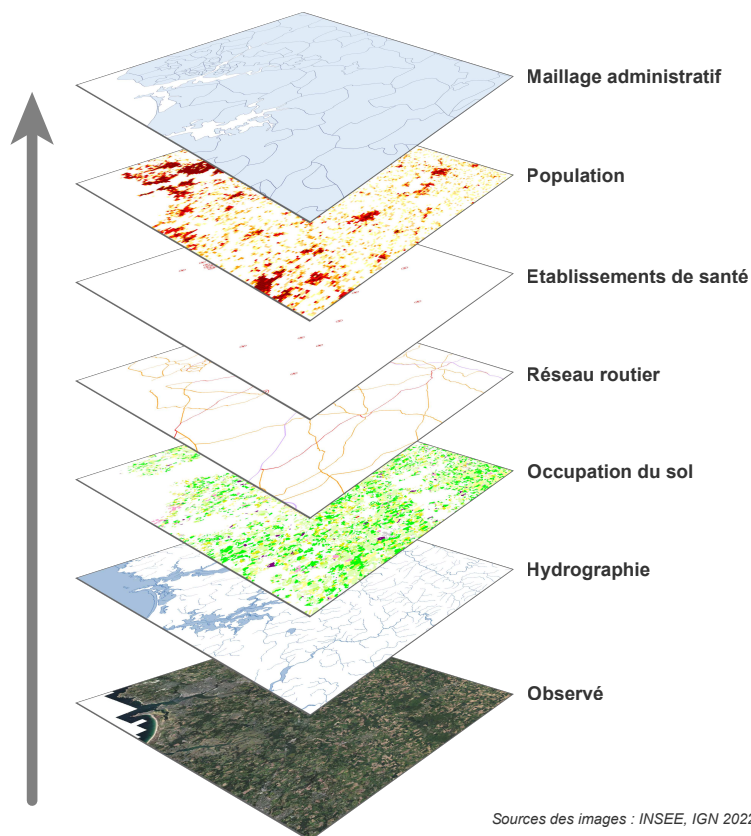 Maillage administratif
Population
Etablissements de santé
Réseau routier
Occupation du sol
Hydrographie
Observé
Sources des images : INSEE, IGN 2022